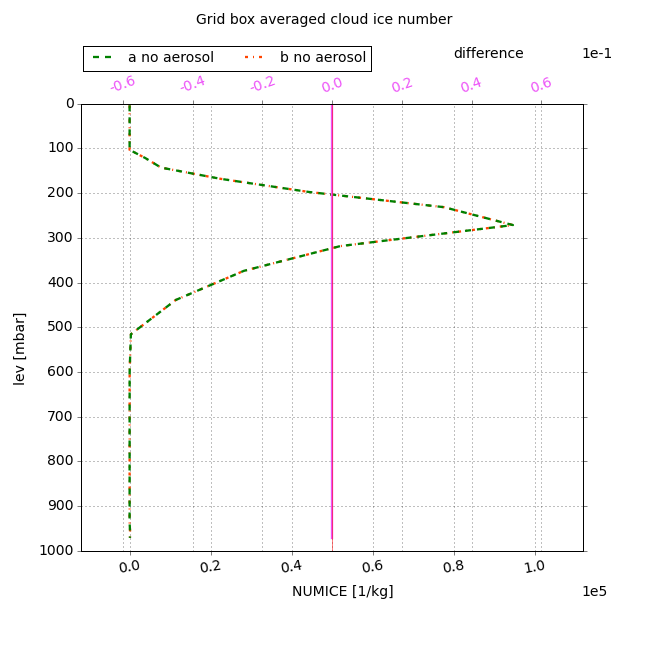 Grid box averaged cloud ice number
a no aerosol b no aerosol difference 1e-1
-0.6 -0.4 -0.2 0.0 0.2 0.4 0.6
0
100
200
300
400
500
600
700
800
900
1000
lev [mbar]
0.0 0.2 0.4 0.6 0.8 1.0
NUMICE [1/kg] 1e5